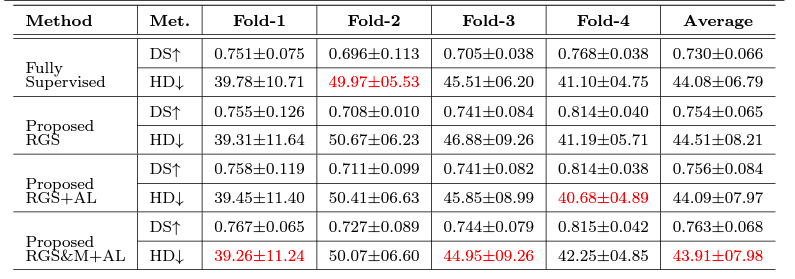 Method Met. Fold-1 Fold-2 Fold-3 Fold-4 Average
Fully Supervised DS↑ 0.751±0.075 0.696±0.113 0.705±0.038 0.768±0.038 0.730±0.066
HD↓ 39.78±10.71 49.97±05.53 45.51±06.20 41.10±04.75 44.08±06.79
Proposed RGS DS↑ 0.755±0.126 0.708±0.010 0.741±0.084 0.814±0.040 0.754±0.065
HD↓ 39.31±11.64 50.67±06.23 46.88±09.26 41.19±05.71 44.51±08.21
Proposed RGS+AL DS↑ 0.758±0.119 0.711±0.099 0.741±0.082 0.814±0.038 0.756±0.084
HD↓ 39.45±11.40 50.41±06.63 45.85±08.99 40.68±04.89 44.09±07.97
Proposed RGS&M+AL DS↑ 0.767±0.065 0.727±0.089 0.744±0.079 0.815±0.042 0.763±0.068
HD↓ 39.26±11.24 50.07±06.60 44.95±09.26 42.25±04.85 43.91±07.98